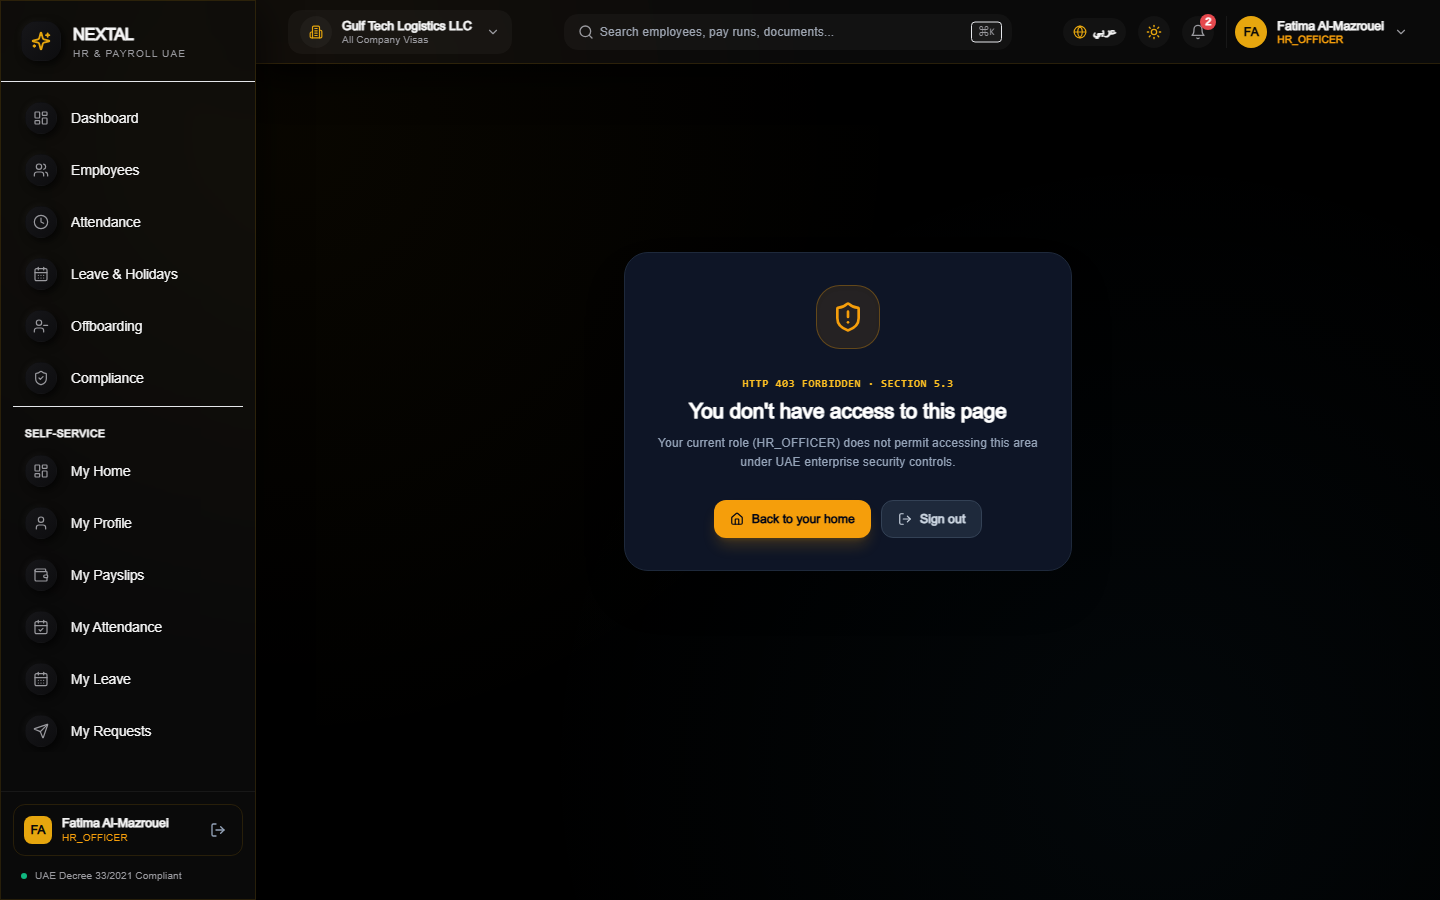 NEXTAL
HR & PAYROLL UAE
Dashboard
Employees
Attendance
Leave & Holidays
Offboarding
Compliance
SELF-SERVICE
My Home
My Profile
My Payslips
My Attendance
My Leave
My Requests
FA
Fatima Al-Mazrouei
HR_OFFICER
UAE Decree 33/2021 Compliant
Gulf Tech Logistics LLC
All Company Visas
Search employees, pay runs, documents...
⌘K
عربي
2
FA
Fatima Al-Mazrouei
HR_OFFICER
HTTP 403 FORBIDDEN · SECTION 5.3
You don't have access to this page
Your current role (HR_OFFICER) does not permit accessing this area
under UAE enterprise security controls.
Back to your home
Sign out